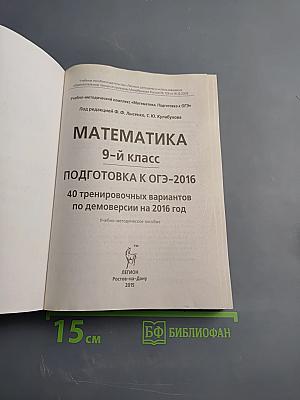 Учебно-методический комплекс «Математика. Подготовка к ОГЭ»
Под редакцией Ф. Ф. Лысенко, С. Ю. Кулабухова
МАТЕМАТИКА
9-й класс
ПОДГОТОВКА К ОГЭ-2016
40 тренировочных вариантов
по демоверсии на 2016 год
Учебно-методическое пособие
ЛЕГИОН
Ростов-на-Дону
2015
15 см
БФ БИБЛИОФАН